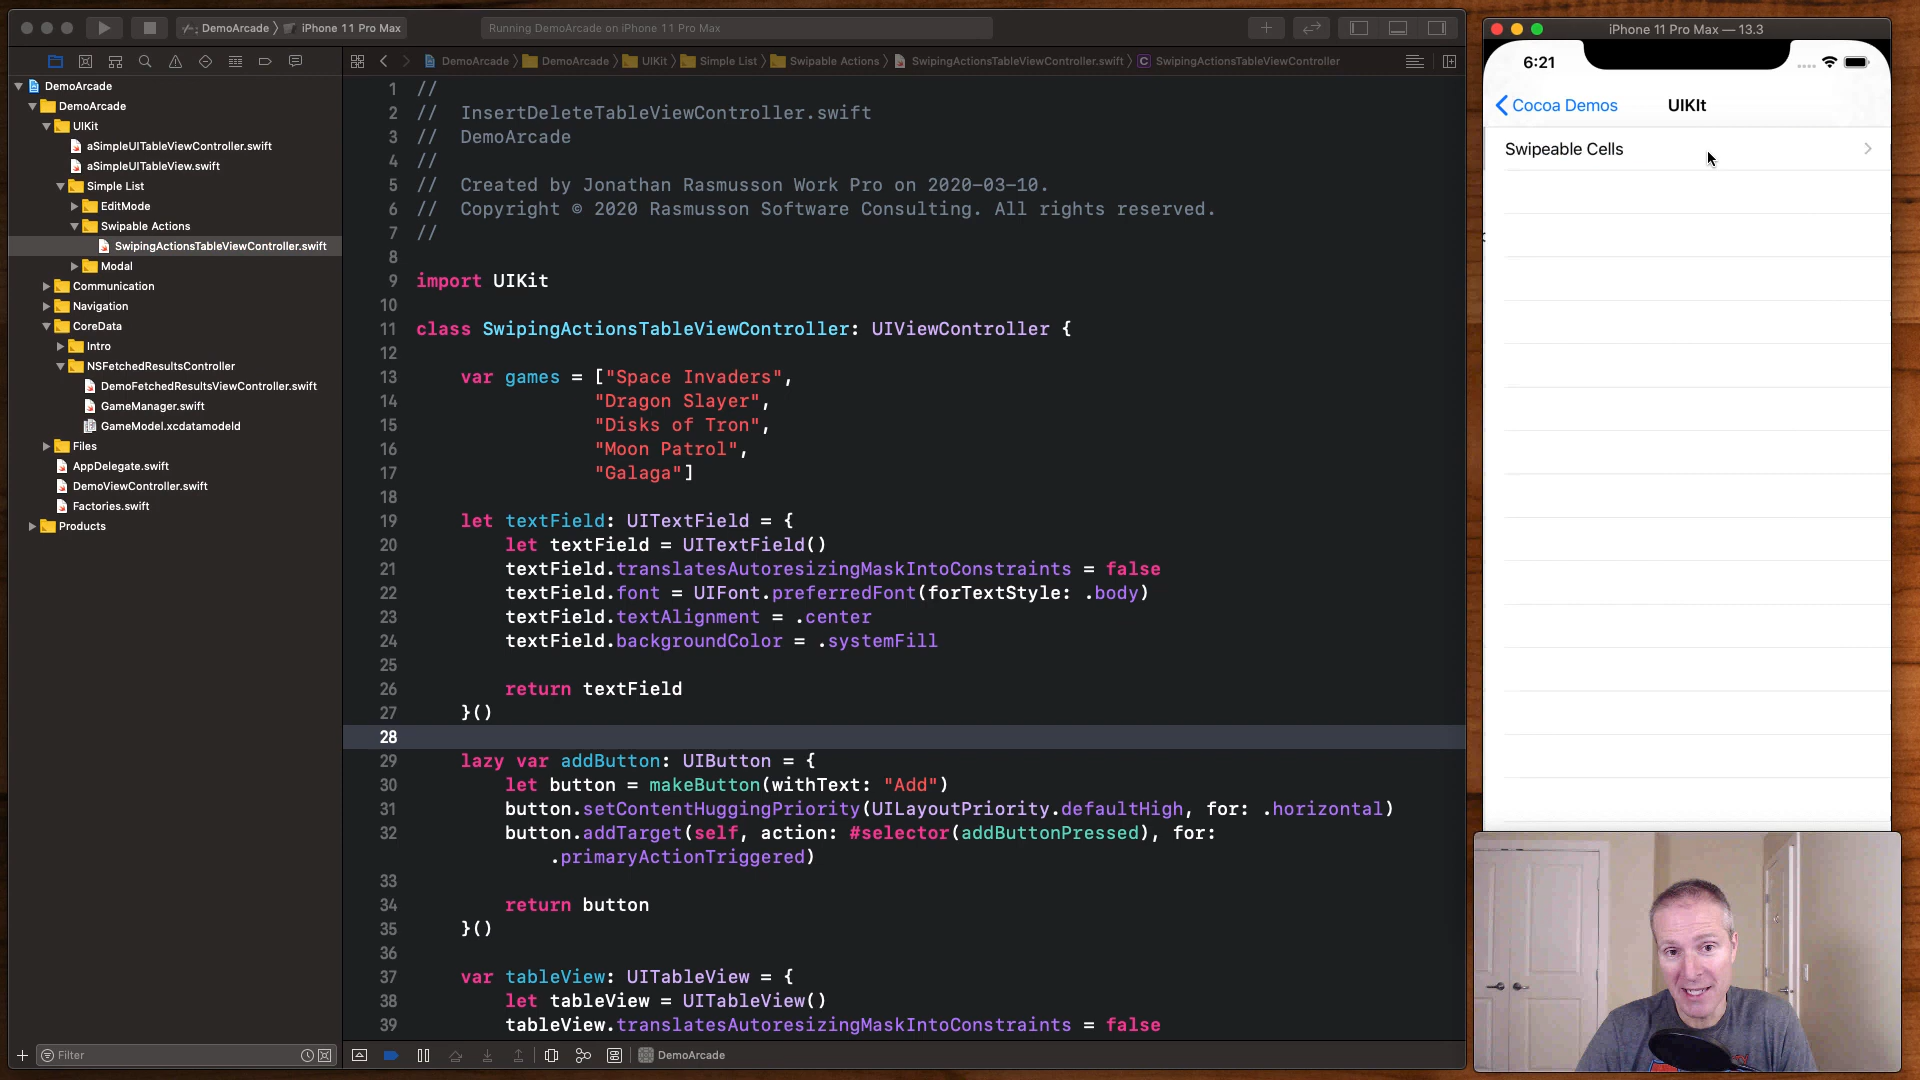 DemoArcade
iPhone 11 Pro Max
Running DemoArcade on iPhone 11 Pro Max
DemoArcade
DemoArcade
UIKit
aSimpleUITableViewController.swift
aSimpleUITableView.swift
Simple List
EditMode
Swipable Actions
SwipingActionsTableViewController.swift
Modal
Communication
Navigation
CoreData
Intro
NSFetchedResultsController
DemoFetchedResultsViewController.swift
GameManager.swift
GameModel.xcdatamodeld
Files
AppDelegate.swift
DemoViewController.swift
Factories.swift
Products
Filter
DemoArcade
DemoArcade
UIKit
Simple List
Swipable Actions
SwipingActionsTableViewController.swift
C SwipingActionsTableViewController
1 //
2 // InsertDeleteTableViewController.swift
3 // DemoArcade
4 //
5 // Created by Jonathan Rasmusson Work Pro on 2020-03-10.
6 // Copyright © 2020 Rasmusson Software Consulting. All rights reserved.
7 //
8
9 import UIKit
10
11 class SwipingActionsTableViewController: UIViewController {
12
13 var games = ["Space Invaders",
14 "Dragon Slayer",
15 "Disks of Tron",
16 "Moon Patrol",
17 "Galaga"]
18
19 let textField: UITextField = {
20 let textField = UITextField()
21 textField.translatesAutoresizingMaskIntoConstraints = false
22 textField.font = UIFont.preferredFont(forTextStyle: .body)
23 textField.textAlignment = .center
24 textField.backgroundColor = .systemFill
25
26 return textField
27 }()
28
29 lazy var addButton: UIButton = {
30 let button = makeButton(withText: "Add")
31 button.setContentHuggingPriority(UILayoutPriority.defaultHigh, for: .horizontal)
32 button.addTarget(self, action: #selector(addButtonPressed), for:
.primaryActionTriggered)
33
34 return button
35 }()
36
37 var tableView: UITableView = {
38 let tableView = UITableView()
39 tableView.translatesAutoresizingMaskIntoConstraints = false
DemoArcade
iPhone 11 Pro Max — 13.3
6:21
Cocoa Demos
UIKIt
Swipeable Cells